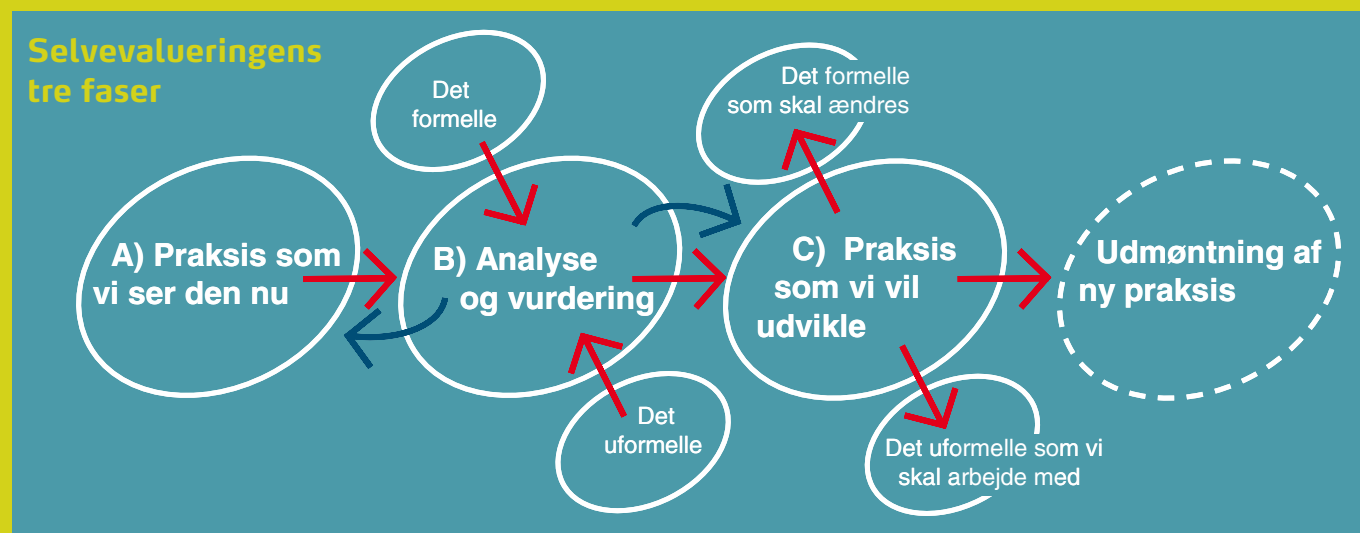 Selvevalueringens
tre faser
Det
formelle
Det formelle
som skal ændres
A) Praksis som
vi ser den nu
B) Analyse
og vurdering
C) Praksis
som vi vil
udvikle
Udmøntning af
ny praksis
Det
uformelle
Det uformelle som vi
skal arbejde med